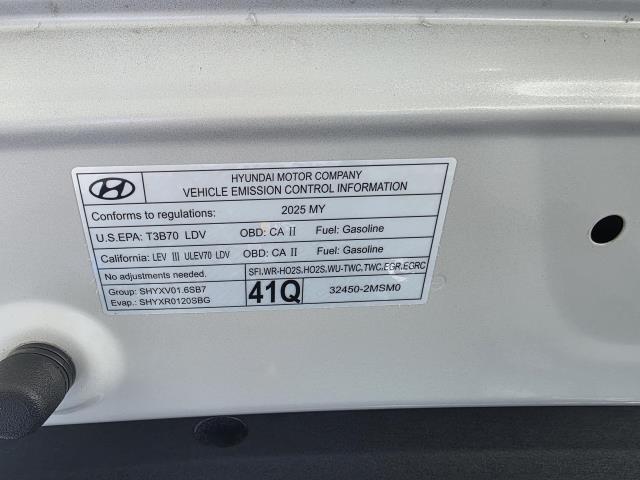 HYUNDAI MOTOR COMPANY
VEHICLE EMISSION CONTROL INFORMATION
Conforms to regulations: 2025 MY
U.S.EPA: T3B70 LDV OBD: CA II Fuel: Gasoline
California: LEV III ULEV70 LDV OBD: CA II Fuel: Gasoline
No adjustments needed. SFI,WR-HO2S,HO2S,WU-TWC,TWC,EGR,EGRC
Group: SHYXV01.6SB7
Evap.: SHYXR0120SBG
41Q 32450-2MSM0